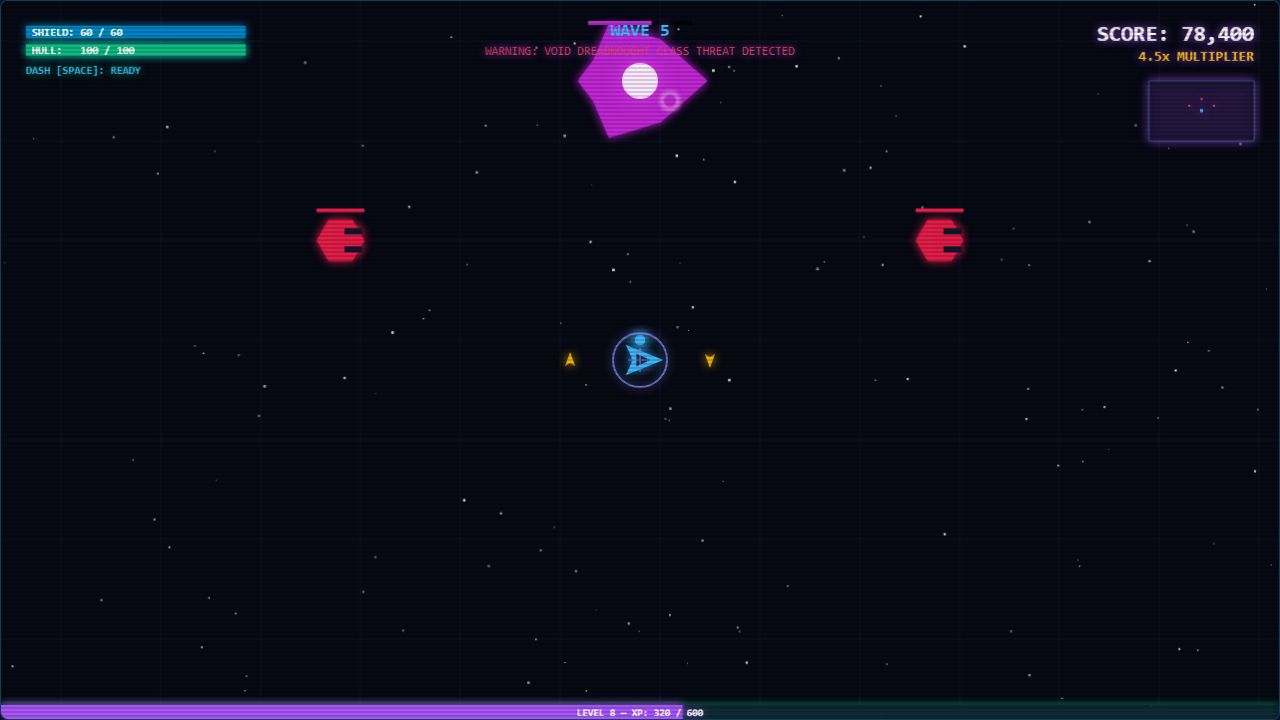 SHIELD: 60 / 60
HULL: 100 / 100
DASH [SPACE]: READY
WAVE 5
WARNING: VOID DREADNOUGHT CLASS THREAT DETECTED
SCORE: 78,400
4.5x MULTIPLIER
LEVEL 8 — XP: 320 / 600